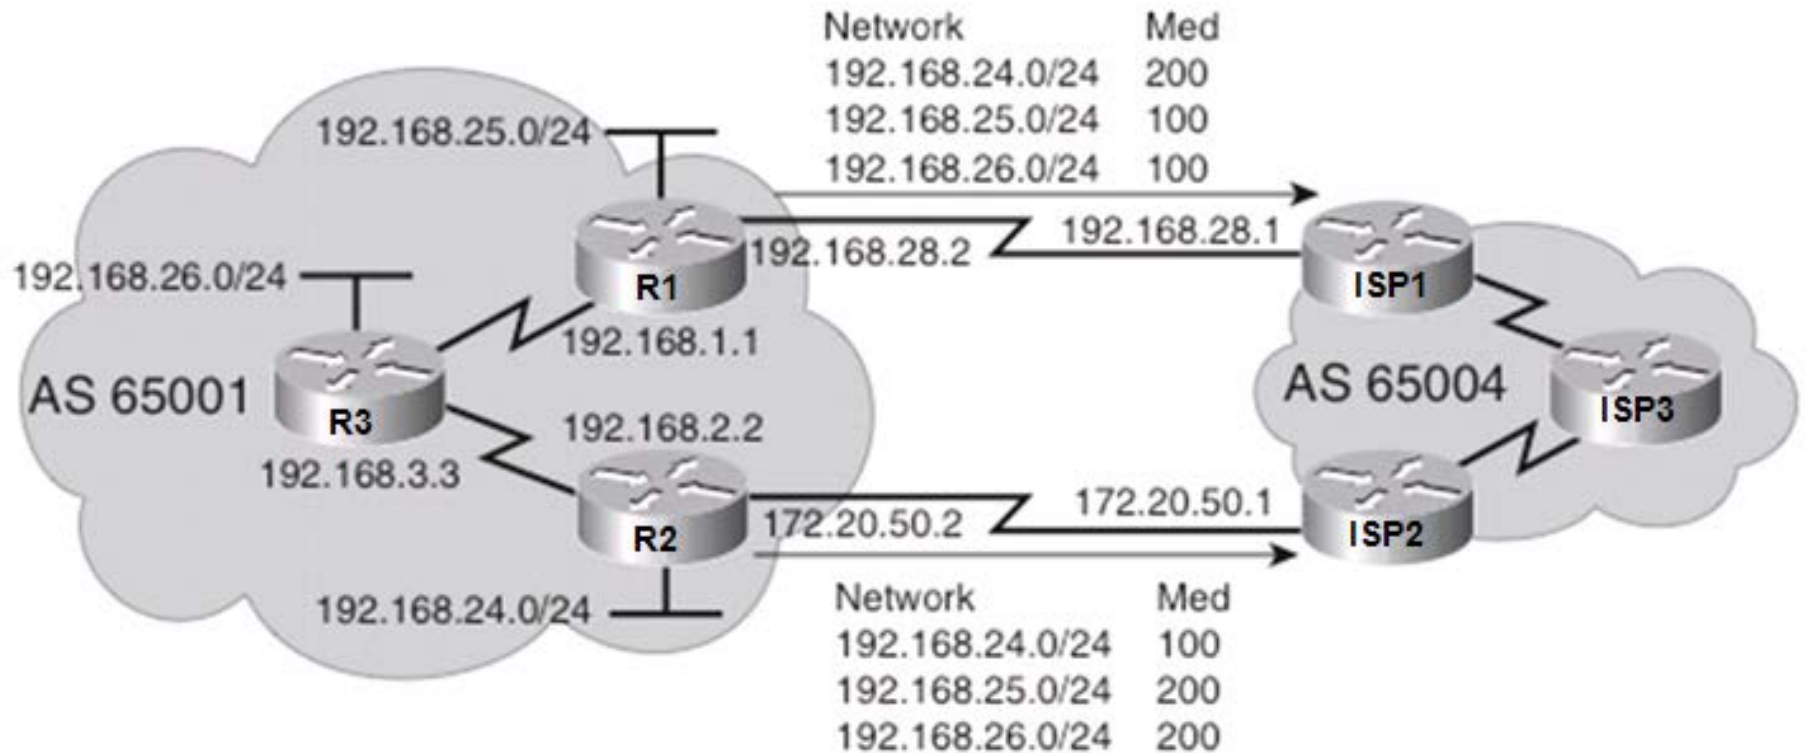 Network Med
192.168.24.0/24 200
192.168.25.0/24 100
192.168.26.0/24 100
192.168.25.0/24
R1
192.168.28.2
192.168.28.1
ISP1
192.168.26.0/24
192.168.1.1
AS 65001
R3
192.168.3.3
192.168.2.2
AS 65004
ISP3
R2
172.20.50.2
172.20.50.1
ISP2
192.168.24.0/24
Network Med
192.168.24.0/24 100
192.168.25.0/24 200
192.168.26.0/24 200